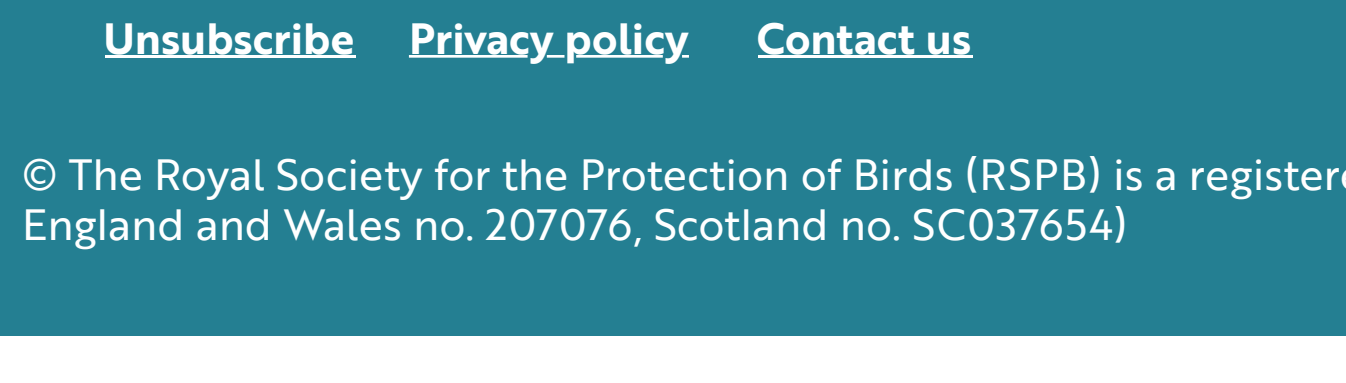 Unsubscribe Privacy policy Contact us
© The Royal Society for the Protection of Birds (RSPB) is a
England and Wales no. 207076, Scotland no. SC037654)